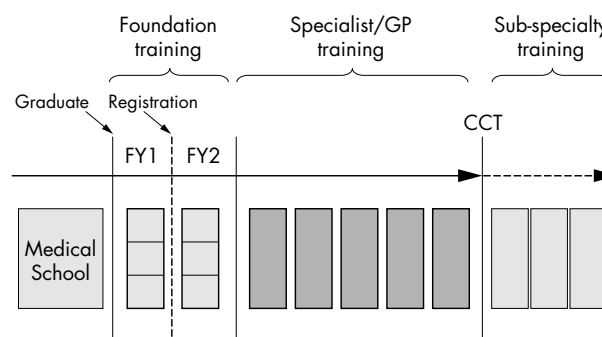 Foundation
training
Specialist/GP
training
Sub-specialty
training
Graduate
Registration
CCT
FY1
FY2
Medical
School